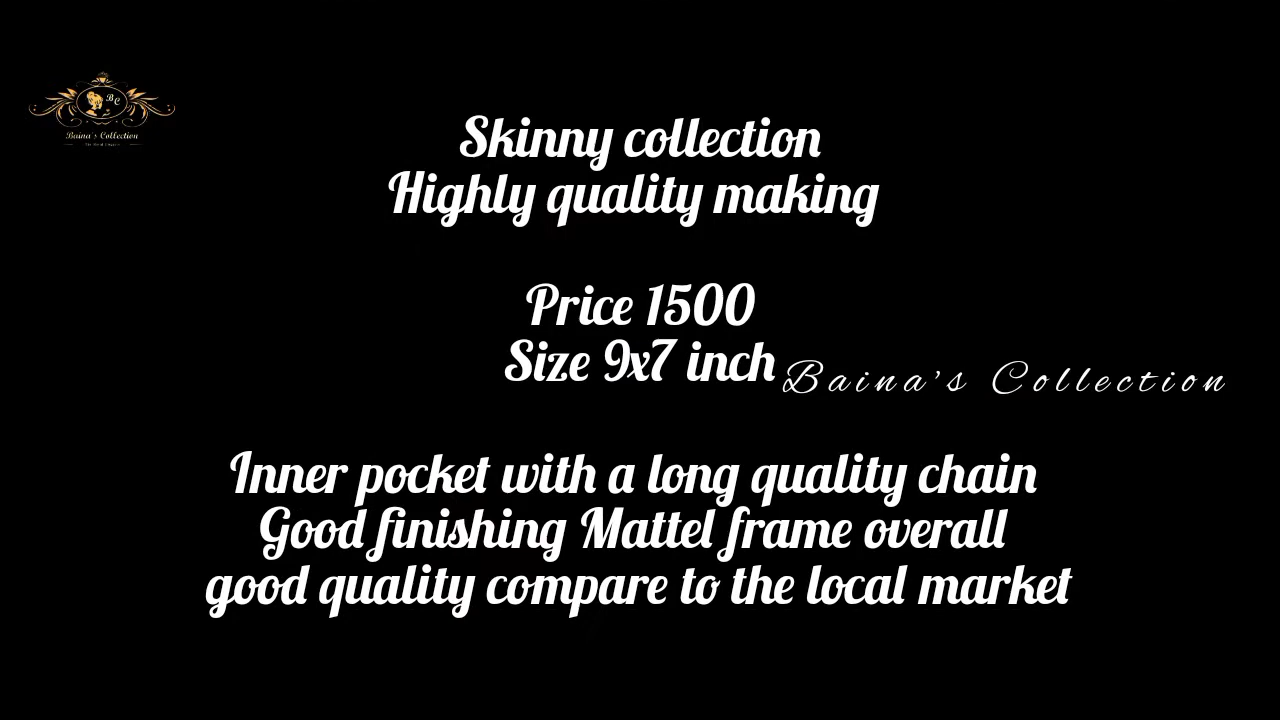 BC
Baina's Collection
Skinny collection
Highly quality making
Price 1500
Size 9x7 inch
Baina's Collection
Inner pocket with a long quality chain
Good finishing Mattel frame overall
good quality compare to the local market